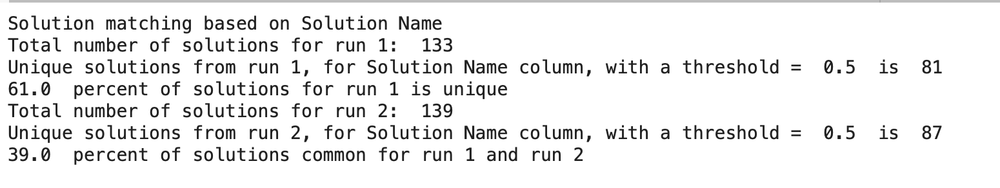 Solution matching based on Solution Name
Total number of solutions for run 1:  133
Unique solutions from run 1, for Solution Name column, with a threshold =  0.5  is  81
61.0  percent of solutions for run 1 is unique
Total number of solutions for run 2:  139
Unique solutions from run 2, for Solution Name column, with a threshold =  0.5  is  87
39.0  percent of solutions common for run 1 and run 2